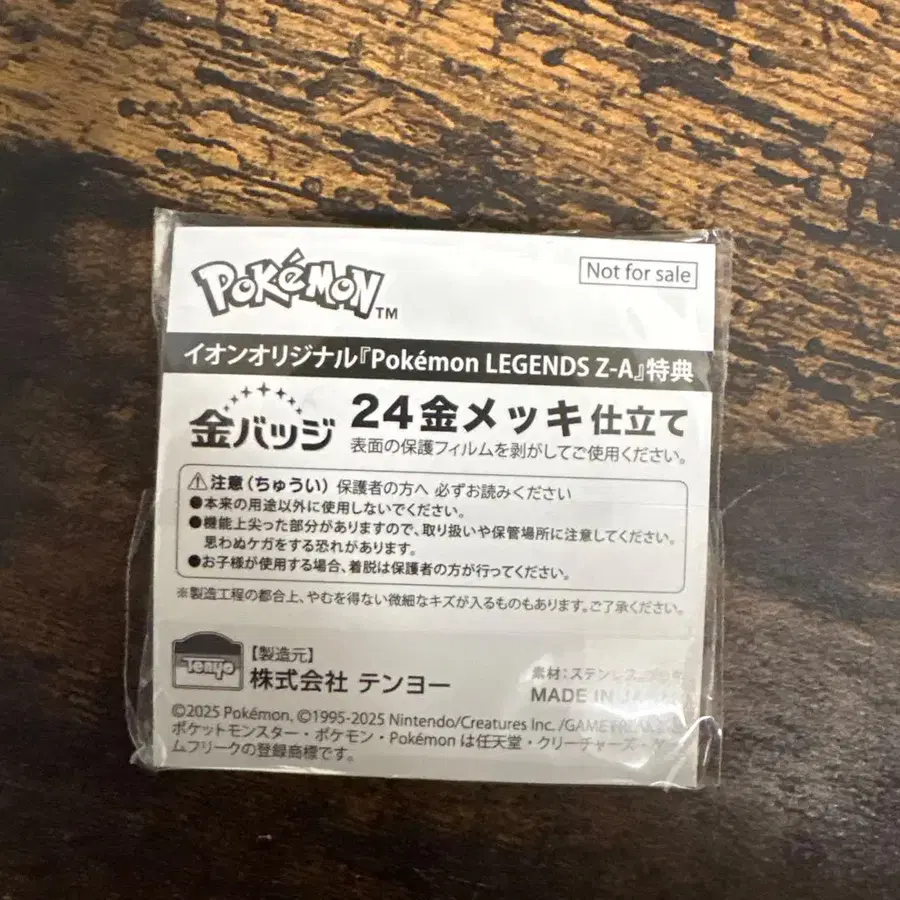 POKéMON™
Not for sale
イオンオリジナル『Pokémon LEGENDS Z-A』特典
金バッジ
24金メッキ仕立て
表面の保護フィルムを剥がしてご使用ください。
⚠注意(ちゅうい) 保護者の方へ 必ずお読みください
●本来の用途以外に使用しないでください。
●機能上尖った部分がありますので、取り扱いや保管場所に注意してください。
思わぬケガをする恐れがあります。
●お子様が使用する場合、着脱は保護者の方が行ってください。
※製造工程の都合上、やむを得ない微細なキズが入るものもあります。ご了承ください。
Tenyo
【製造元】
株式会社 テンヨー
素材:ステンレス
MADE IN
©2025 Pokémon. ©1995-2025 Nintendo/Creatures Inc./GAME FREAK
ポケットモンスター・ポケモン・Pokémon は任天堂・クリーチャーズ・ゲー
ムフリークの登録商標です。